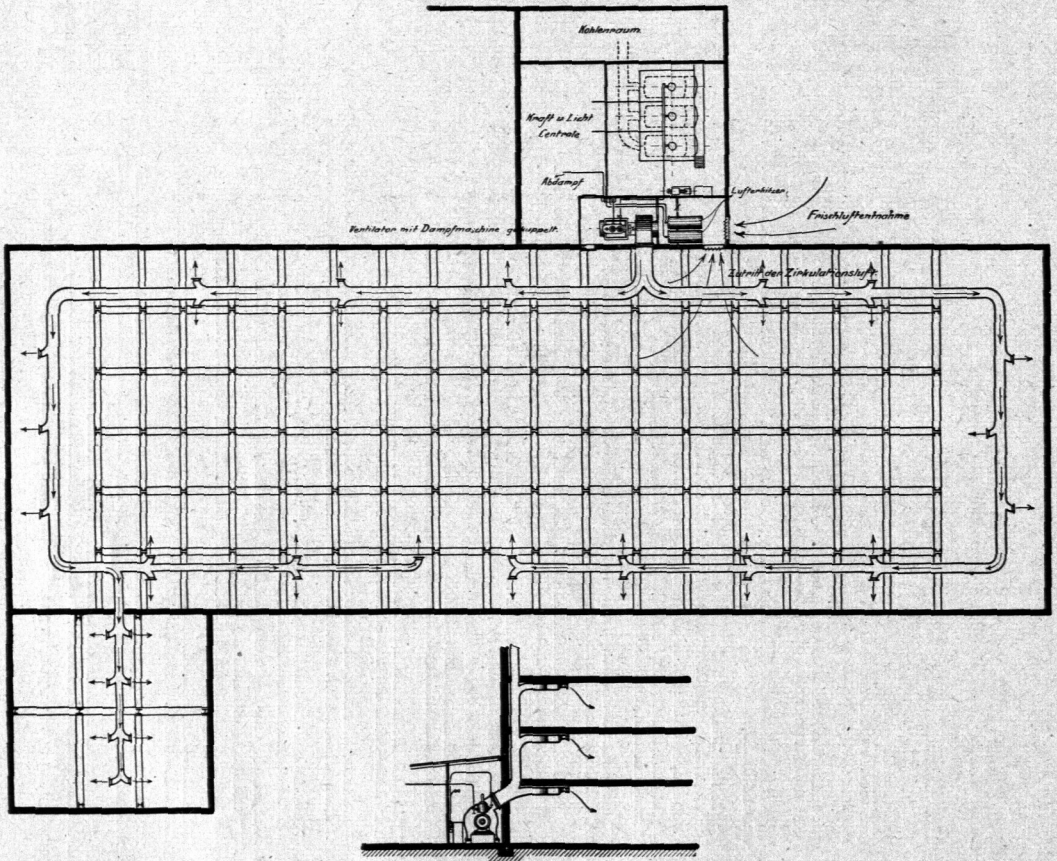 Kohlenraum.
Kraft u Licht
Centrale
Abdampf
Lufterhitzer.
Frischluftentnahme
Ventilator mit Dampfmaschine gekuppelt.
Zutritt der Zirkulationsluft.